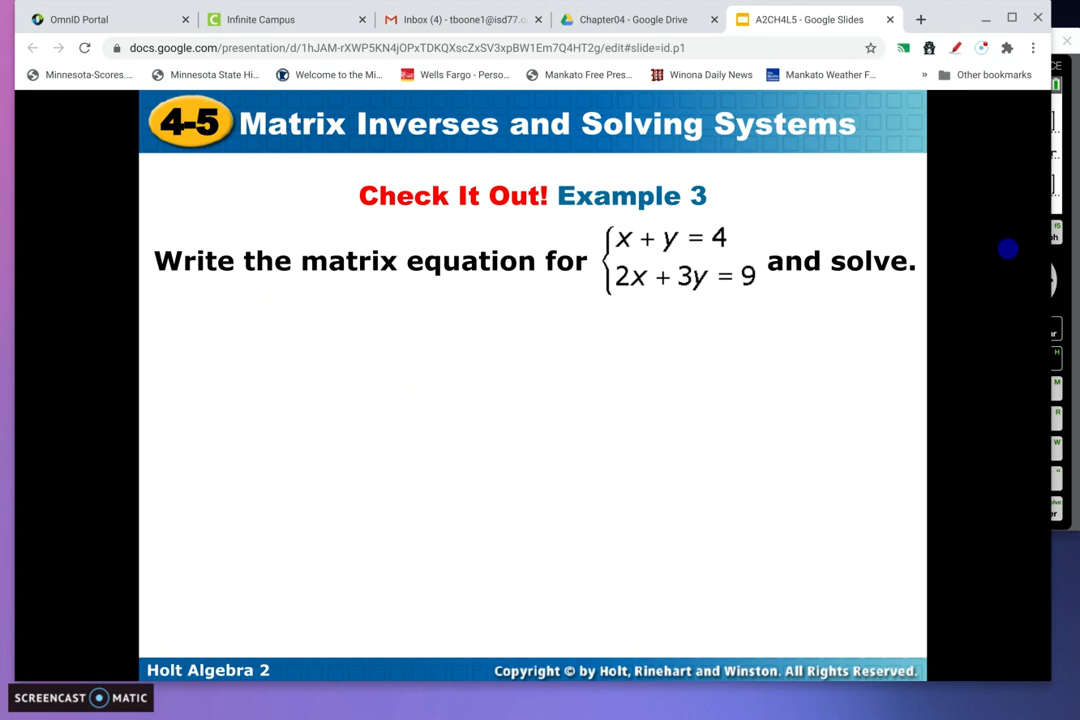 OmnID Portal
Infinite Campus
Inbox (4) - tboone1@isd77.o
Chapter04 - Google Drive
A2CH4L5 - Google Slides
docs.google.com/presentation/d/1hJAM-rXWP5KN4jOPxTDKQXscZxSV3xpBW1Em7Q4HT2g/edit#slide=id.p1
Minnesota-Scores....
Minnesota State Hi...
Welcome to the Mi...
Wells Fargo - Perso...
Mankato Free Pres...
Winona Daily News
Mankato Weather F...
» Other bookmarks
4-5 Matrix Inverses and Solving Systems
Check It Out! Example 3
x + y = 4
Write the matrix equation for and solve.
2x + 3y = 9
Holt Algebra 2
Copyright © by Holt, Rinehart and Winston. All Rights Reserved.
SCREENCAST MATIC